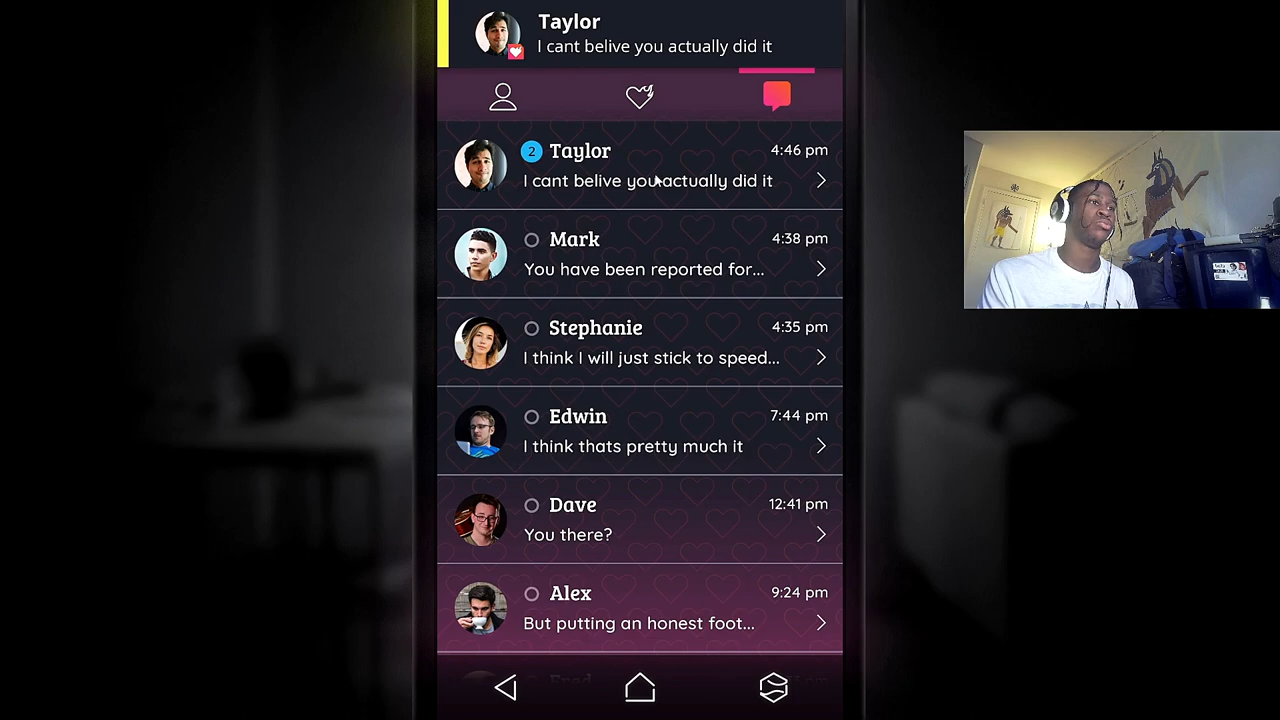 Taylor
I cant belive you actually did it
2 Taylor 4:46 pm
I cant belive you actually did it
Mark 4:38 pm
You have been reported for...
Stephanie 4:35 pm
I think I will just stick to speed...
Edwin 7:44 pm
I think thats pretty much it
Dave 12:41 pm
You there?
Alex 9:24 pm
But putting an honest foot...
Fred